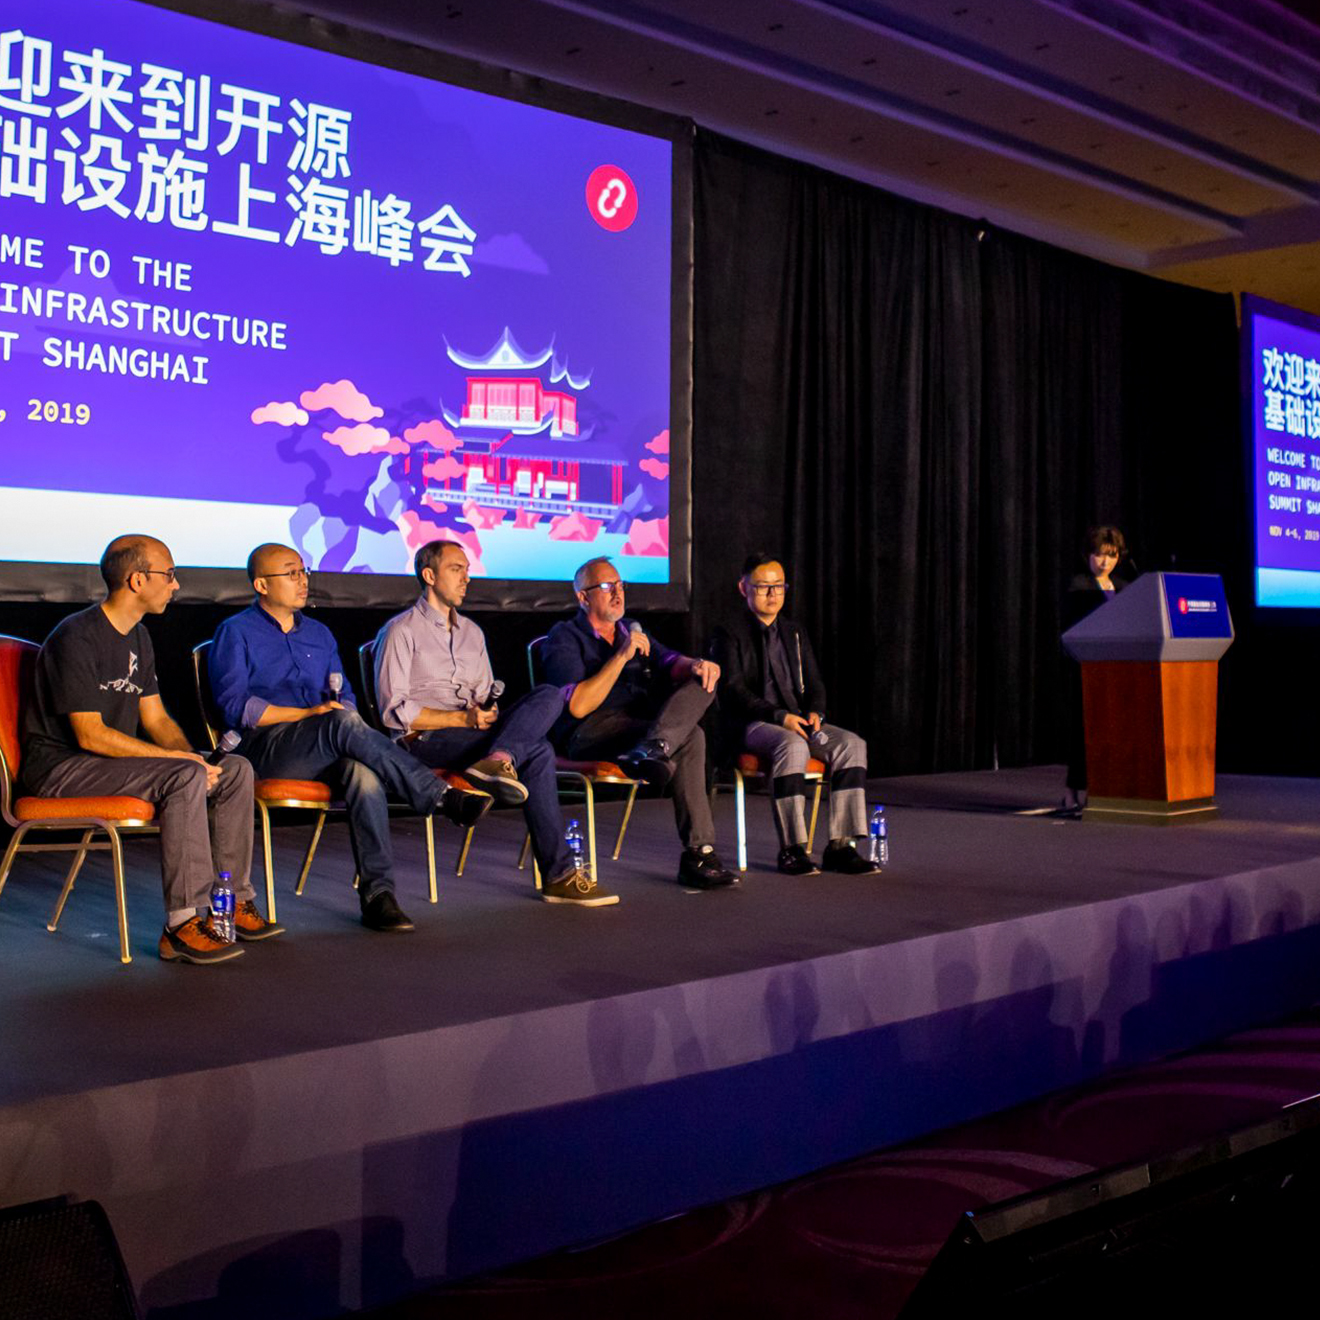 迎来到开源
础设施上海峰会
ME TO THE
INFRASTRUCTURE
T SHANGHAI
, 2019
欢迎来
基础设
WELCOME TO
OPEN INFRA
SUMMIT SHA
NOV 4-6, 2019